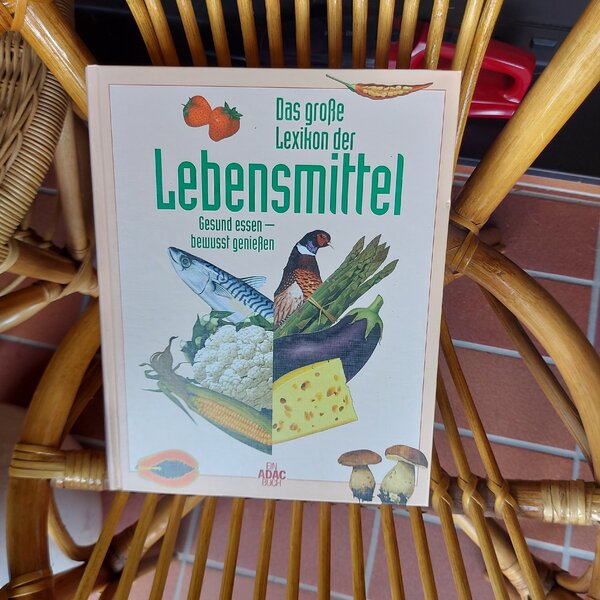 Das große
Lexikon der
Lebensmittel
Gesund essen –
bewusst genießen
EIN
ADAC
BUCH